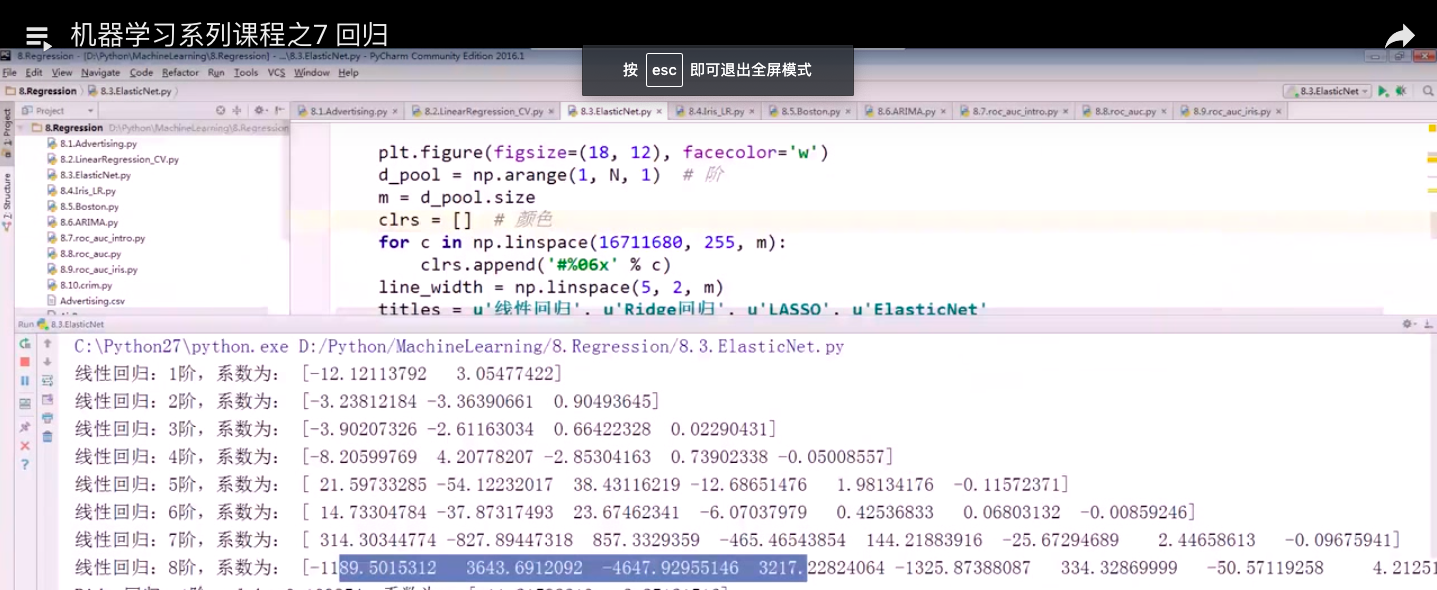 机器学习系列课程之7 回归
8.Regression - [D:\Python\MachineLearning\8.Regression] - ...\8.3.ElasticNet.py - PyCharm Community Edition 2016.1
按 esc 即可退出全屏模式
File Edit View Navigate Code Refactor Run Tools VCS Window Help
8.Regression 8.3.ElasticNet.py 8.3.ElasticNet
Project 8.1.Advertising.py 8.2.LinearRegression_CV.py 8.3.ElasticNet.py 8.4.Iris_LR.py 8.5.Boston.py 8.6.ARIMA.py 8.7.roc_auc_intro.py 8.8.roc_auc.py 8.9.roc_auc_iris.py
1: Project
7: Structure
8.Regression D:\Python\MachineLearning\8.Regression
8.1.Advertising.py
8.2.LinearRegression_CV.py
8.3.ElasticNet.py
8.4.Iris_LR.py
8.5.Boston.py
8.6.ARIMA.py
8.7.roc_auc_intro.py
8.8.roc_auc.py
8.9.roc_auc_iris.py
8.10.crim.py
Advertising.csv
plt.figure(figsize=(18, 12), facecolor='w')
d_pool = np.arange(1, N, 1)  # 阶
m = d_pool.size
clrs = []  # 颜色
for c in np.linspace(16711680, 255, m):
clrs.append('#%06x' % c)
line_width = np.linspace(5, 2, m)
titles = u'线性回归', u'Ridge回归', u'LASSO', u'ElasticNet'
Run 8.3.ElasticNet
C:\Python27\python.exe D:/Python/MachineLearning/8.Regression/8.3.ElasticNet.py
线性回归：1阶，系数为： [-12.12113792   3.05477422]
线性回归：2阶，系数为： [-3.23812184 -3.36390661  0.90493645]
线性回归：3阶，系数为： [-3.90207326 -2.61163034  0.66422328  0.02290431]
线性回归：4阶，系数为： [-8.20599769  4.20778207 -2.85304163  0.73902338 -0.05008557]
线性回归：5阶，系数为： [ 21.59733285 -54.12232017  38.43116219 -12.68651476   1.98134176  -0.11572371]
线性回归：6阶，系数为： [ 14.73304784 -37.87317493  23.67462341  -6.07037979   0.42536833   0.06803132  -0.00859246]
线性回归：7阶，系数为： [ 314.30344774 -827.89447318  857.3329359  -465.46543854  144.21883916  -25.67294689    2.44658613   -0.09675941]
线性回归：8阶，系数为： [-1189.5015312   3643.6912092  -4647.92955146  3217.22824064 -1325.87388087   334.32869999   -50.57119258     4.21251